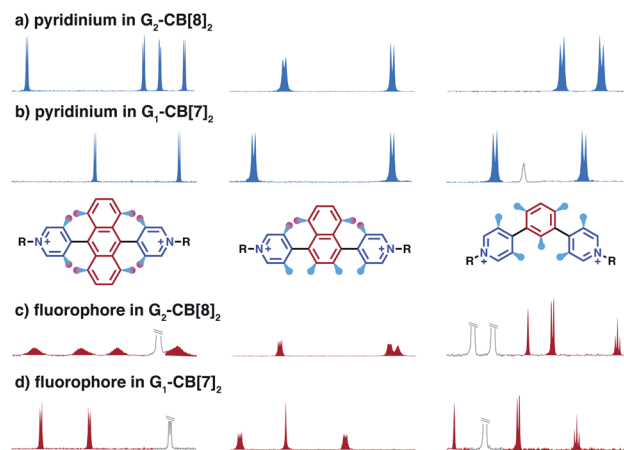 a) pyridinium in G₂-CB[8]₂
b) pyridinium in G₁-CB[7]₂
R-N+ N+-R
R-N+ N+-R
R-N+ N+-R
c) fluorophore in G₂-CB[8]₂
d) fluorophore in G₁-CB[7]₂